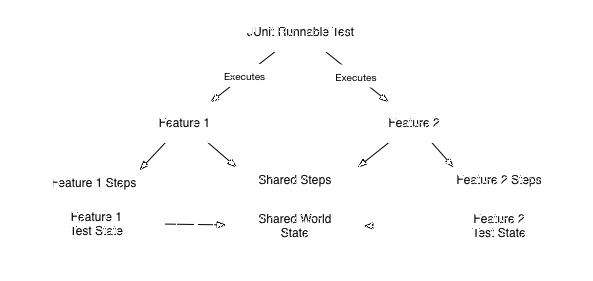 JUnit Runnable Test
Executes
Executes
Feature 1
Feature 2
Feature 1 Steps
Shared Steps
Feature 2 Steps
Feature 1
Test State
Shared World
State
Feature 2
Test State